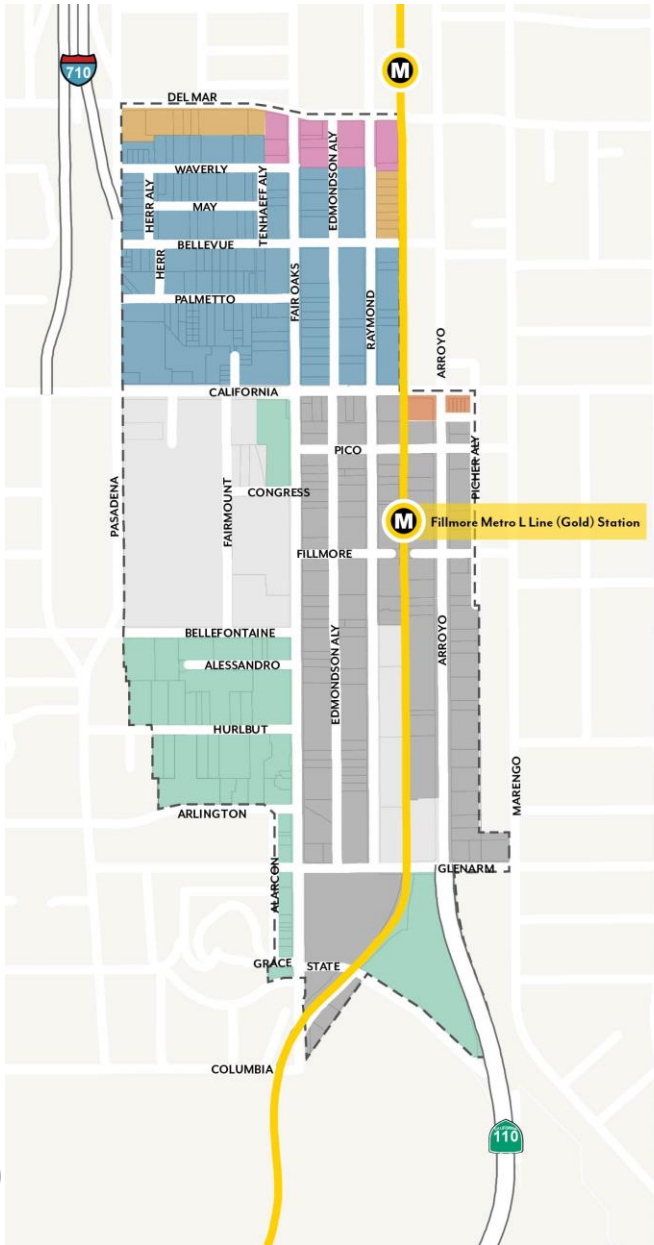 710
M
DEL MAR
WAVERLY
HERR ALY
MAY
TENHAEFF ALY
EDMONDSON ALY
BELLEVUE
HERR
FAIR OAKS
PALMETTO
RAYMOND
ARROYO
CALIFORNIA
PICO
PICHER ALY
CONGRESS
PASADENA
FAIRMOUNT
M
Fillmore Metro L Line (Gold) Station
FILLMORE
BELLEFONTAINE
ALESSANDRO
EDMONDSON ALY
ARROYO
HURLBUT
MARENGO
ARLINGTON
ALARCON
GLENARM
GRACE
STATE
COLUMBIA
CALIFORNIA
110